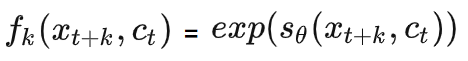 f_k(x_{t+k}, c_t) = exp(s_θ(x_{t+k}, c_t))